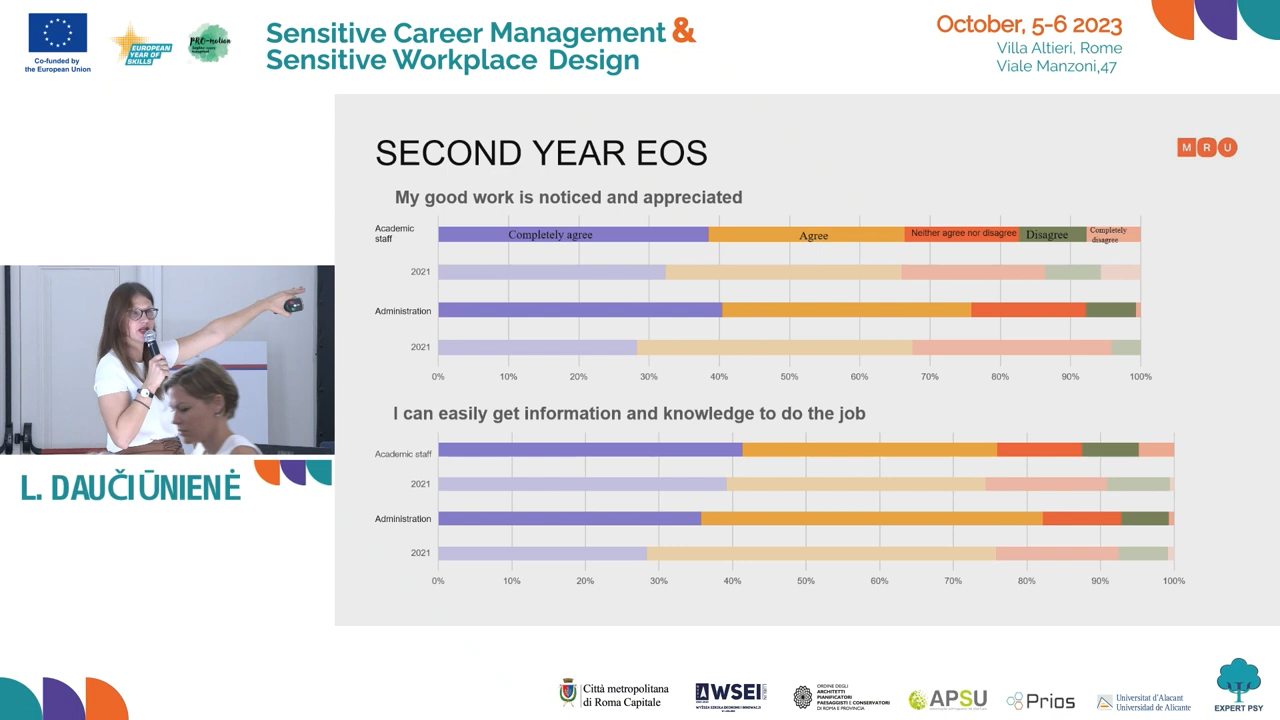 Co-funded by
the European Union
EUROPEAN
YEAR OF
SKILLS
PRO-motion
Sensitive Career Management &
Sensitive Workplace Design
October, 5-6 2023
Villa Altieri, Rome
Viale Manzoni,47
SECOND YEAR EOS
M R U
My good work is noticed and appreciated
Academic
staff
Completely agree
Agree
Neither agree nor disagree
Disagree
Completely
disagree
2021
Administration
2021
0% 10% 20% 30% 40% 50% 60% 70% 80% 90% 100%
I can easily get information and knowledge to do the job
Academic staff
2021
Administration
2021
0% 10% 20% 30% 40% 50% 60% 70% 80% 90% 100%
L. DAUČIŪNIENĖ
Città metropolitana
di Roma Capitale
WSEI
LUBLIN
ORDINE DEGLI
ARCHITETTI
PIANIFICATORI
PAESAGGISTI E CONSERVATORI
DI ROMA E PROVINCIA
APSU
Prios
Universitat d'Alacant
Universidad de Alicante
EXPERT PSY